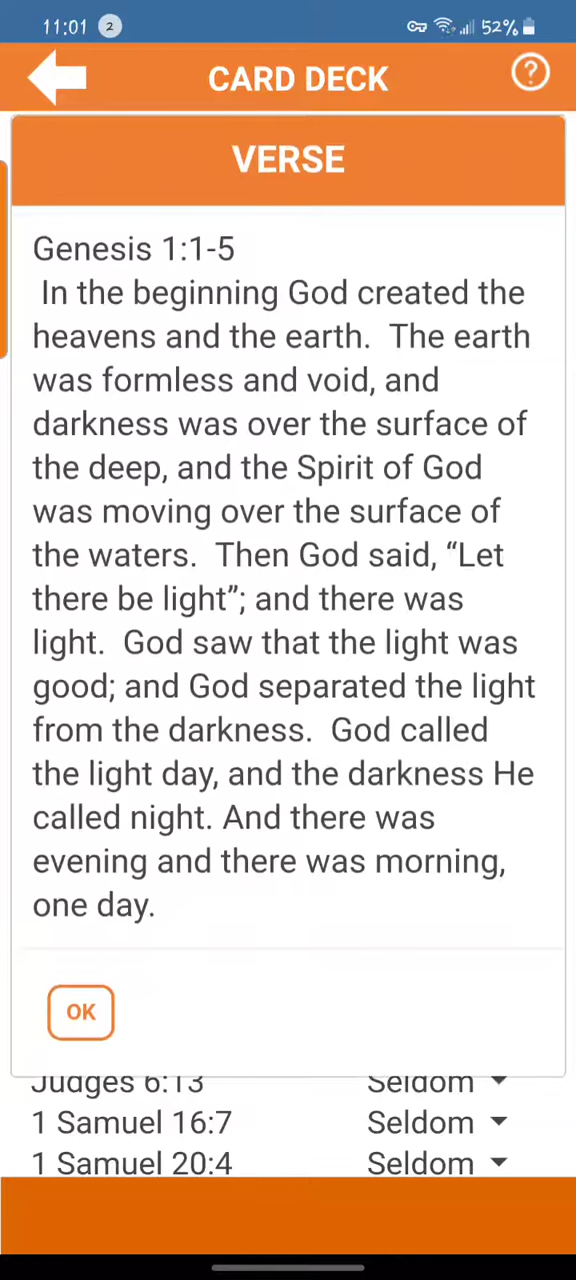 11:01 2 52%
CARD DECK ?
VERSE
Genesis 1:1-5
In the beginning God created the
heavens and the earth.  The earth
was formless and void, and
darkness was over the surface of
the deep, and the Spirit of God
was moving over the surface of
the waters.  Then God said, “Let
there be light”; and there was
light.  God saw that the light was
good; and God separated the light
from the darkness.  God called
the light day, and the darkness He
called night. And there was
evening and there was morning,
one day.
OK
Judges 6:13 Seldom
1 Samuel 16:7 Seldom
1 Samuel 20:4 Seldom